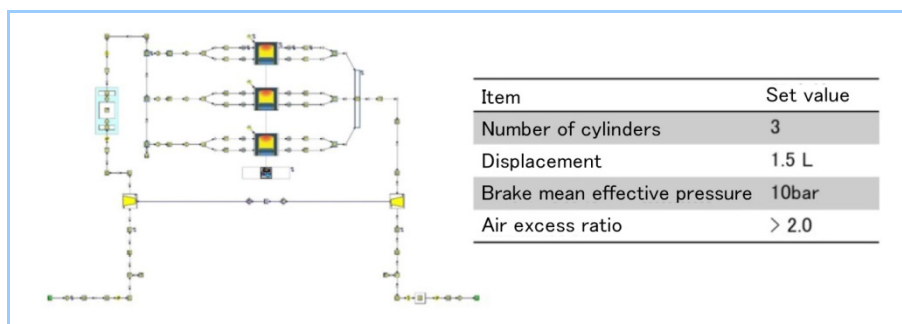 Item Set value
Number of cylinders 3
Displacement 1.5 L
Brake mean effective pressure 10bar
Air excess ratio > 2.0